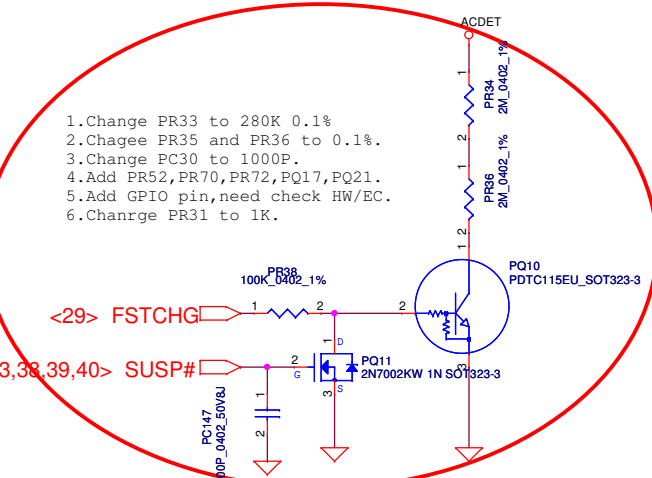 ACDET
1
PR34
2M_0402_1%
2
1.Change PR33 to 280K 0.1%
2.Chagee PR35 and PR36 to 0.1%.
3.Change PC30 to 1000P.
4.Add PR52,PR70,PR72,PQ17,PQ21.
5.Add GPIO pin,need check HW/EC.
6.Chanrge PR31 to 1K.
1
PR36
2M_0402_1%
2
1
PQ10
PDTC115EU_SOT323-3
PR38
100K_0402_1%
<29> FSTCHG
1
2
2
3
3,38,39,40> SUSP#
2
G
1
D
S
3
PQ11
2N7002KW 1N SOT323-3
1
2
PC147
00P_0402_50V8J